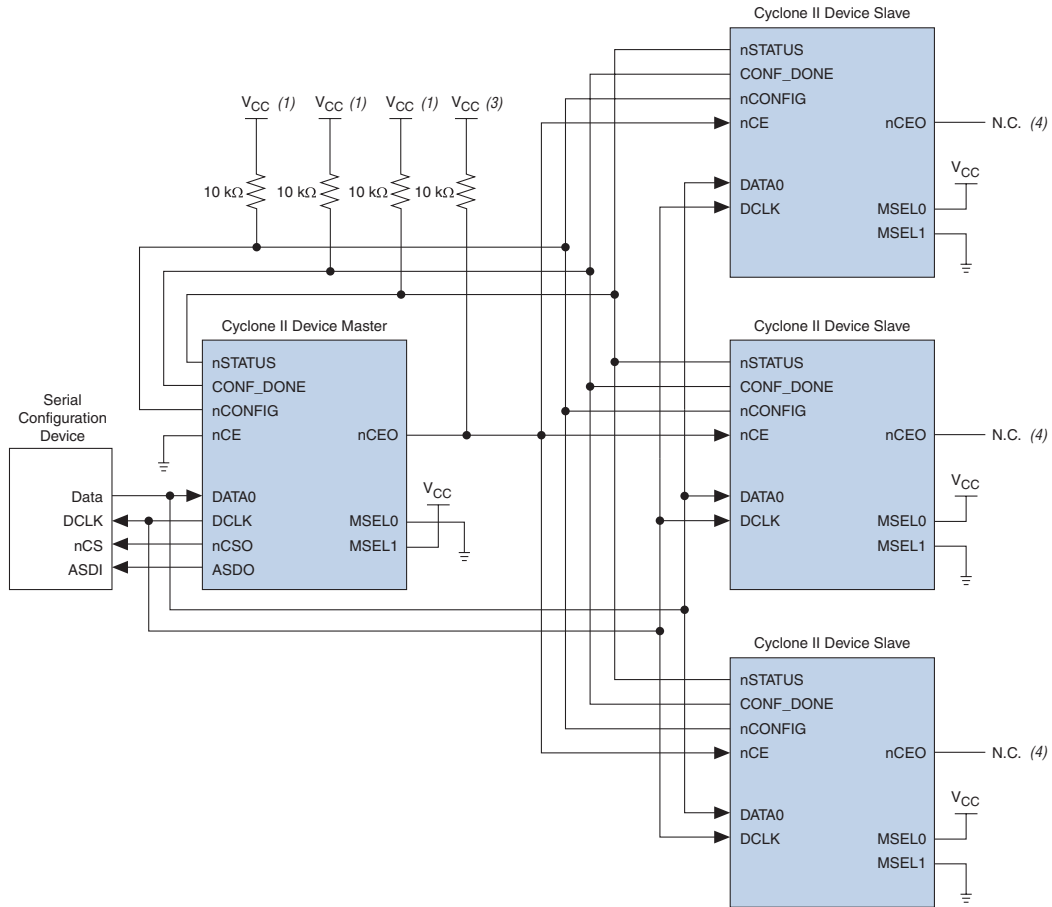 Cyclone II Device Slave
nSTATUS
CONF_DONE
nCONFIG
nCE
nCEO
N.C. (4)
DATA0
DCLK
VCC
MSEL0
MSEL1
VCC (1) VCC (1) VCC (1) VCC (3)
10 kΩ 10 kΩ 10 kΩ 10 kΩ
Cyclone II Device Master
nSTATUS
CONF_DONE
nCONFIG
nCE
nCEO
DATA0
DCLK
nCSO
ASDO
VCC
MSEL0
MSEL1
Serial
Configuration
Device
Data
DCLK
nCS
ASDI
Cyclone II Device Slave
nSTATUS
CONF_DONE
nCONFIG
nCE
nCEO
N.C. (4)
DATA0
DCLK
VCC
MSEL0
MSEL1
Cyclone II Device Slave
nSTATUS
CONF_DONE
nCONFIG
nCE
nCEO
N.C. (4)
DATA0
DCLK
VCC
MSEL0
MSEL1